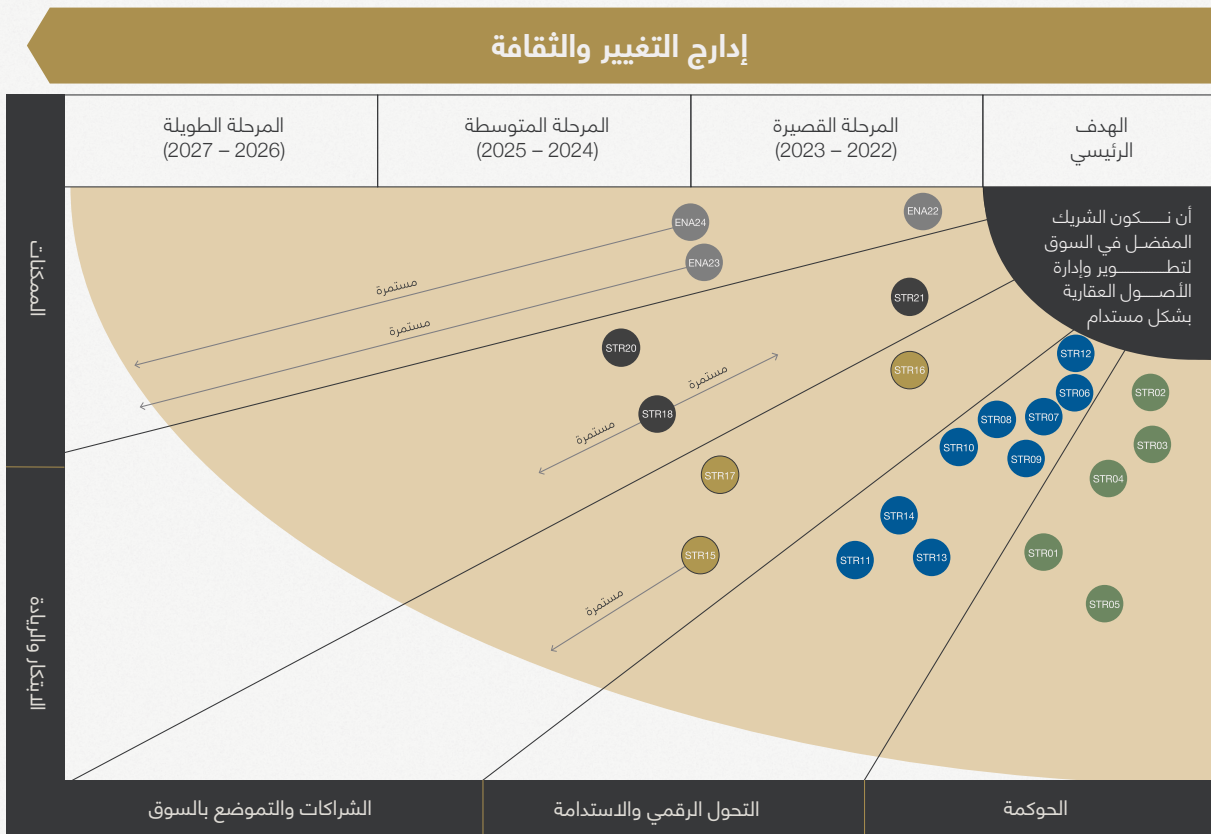 إدارج التغيير والثقافة
الهدف
الرئيسي
المرحلة القصيرة
(2022 – 2023)
المرحلة المتوسطة
(2024 – 2025)
المرحلة الطويلة
(2026 – 2027)
أن نـــكون الشريك
المفضـل في السوق
لتطـــــوير وإدارة
الأصـــول العقارية
بشكل مستدام
الممكنات
الابتكار والريادة
ENA22
ENA24
مستمرة
ENA23
مستمرة
STR21
STR20
STR18
مستمرة
مستمرة
STR16
STR17
STR15
مستمرة
STR12
STR06
STR07
STR08
STR09
STR10
STR14
STR13
STR11
STR02
STR03
STR04
STR01
STR05
الحوكمة
التحول الرقمي والاستدامة
الشراكات والتموضع بالسوق